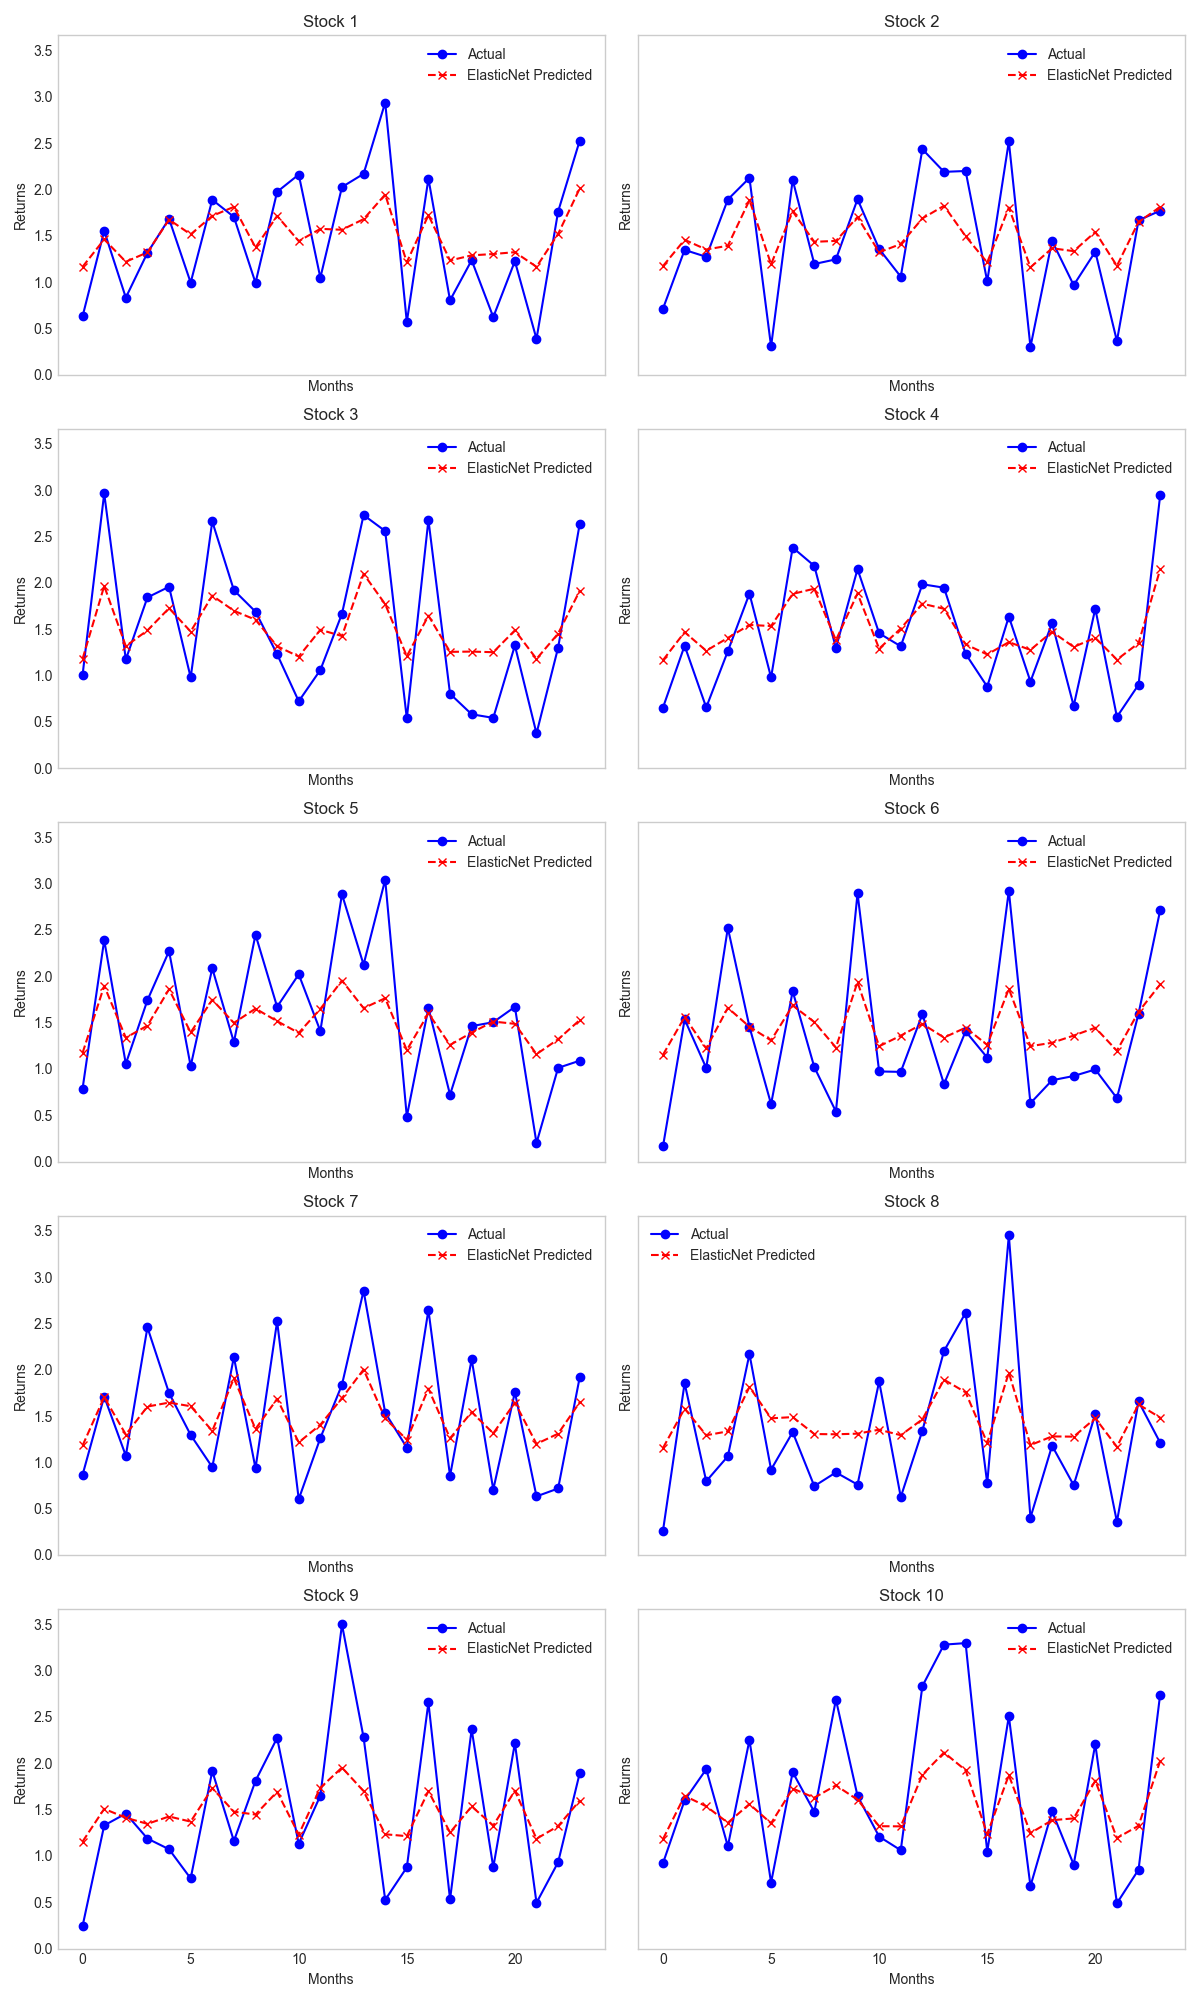 Stock 1
Stock 2
3.5
3.0
2.5
2.0
1.5
1.0
0.5
0.0
Returns
Actual
ElasticNet Predicted
Months
Returns
Actual
ElasticNet Predicted
Months
Stock 3
Stock 4
3.5
3.0
2.5
2.0
1.5
1.0
0.5
0.0
Returns
Actual
ElasticNet Predicted
Months
Returns
Actual
ElasticNet Predicted
Months
Stock 5
Stock 6
3.5
3.0
2.5
2.0
1.5
1.0
0.5
0.0
Returns
Actual
ElasticNet Predicted
Months
Returns
Actual
ElasticNet Predicted
Months
Stock 7
Stock 8
3.5
3.0
2.5
2.0
1.5
1.0
0.5
0.0
Returns
Actual
ElasticNet Predicted
Months
Returns
Actual
ElasticNet Predicted
Months
Stock 9
Stock 10
3.5
3.0
2.5
2.0
1.5
1.0
0.5
0.0
Returns
Actual
ElasticNet Predicted
0 5 10 15 20
Months
Returns
Actual
ElasticNet Predicted
0 5 10 15 20
Months